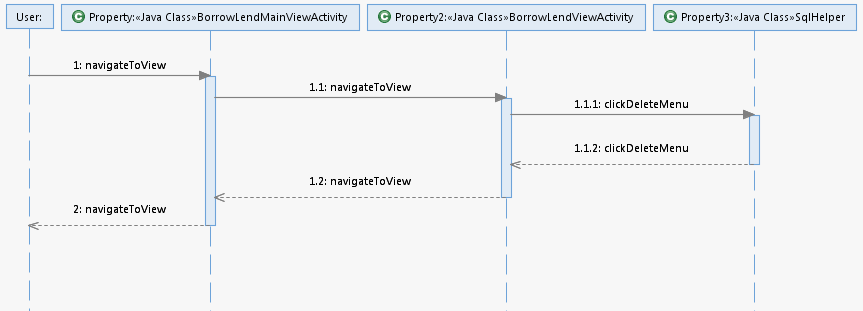 User:
C Property:«Java Class»BorrowLendMainViewActivity
C Property2:«Java Class»BorrowLendViewActivity
C Property3:«Java Class»SqlHelper
1: navigateToView
1.1: navigateToView
1.1.1: clickDeleteMenu
1.1.2: clickDeleteMenu
1.2: navigateToView
2: navigateToView